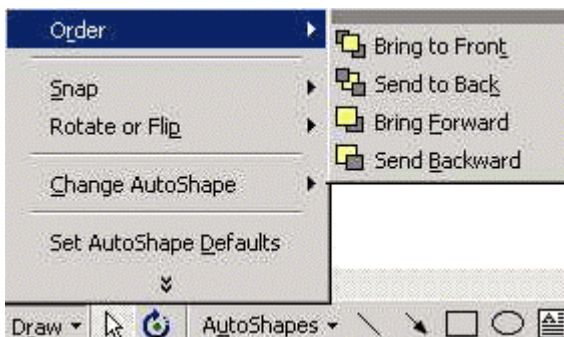 Order
Bring to Front
Send to Back
Bring Forward
Send Backward
Snap
Rotate or Flip
Change AutoShape
Set AutoShape Defaults
Draw
AutoShapes